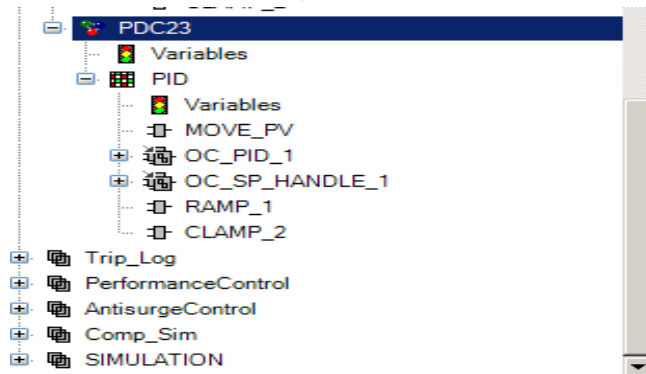 PDC23
Variables
PID
Variables
MOVE_PV
OC_PID_1
OC_SP_HANDLE_1
RAMP_1
CLAMP_2
Trip_Log
PerformanceControl
AntisurgeControl
Comp_Sim
SIMULATION